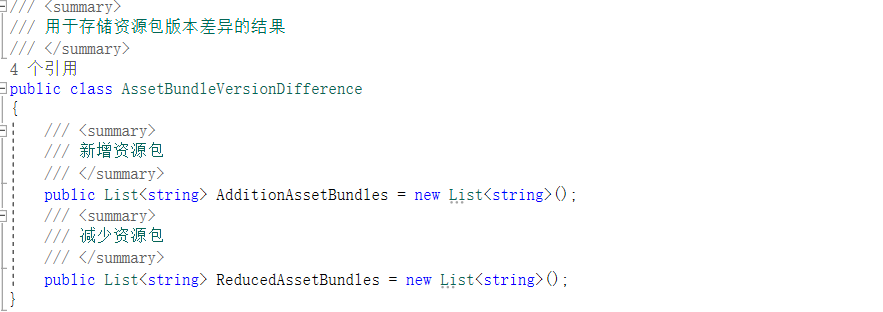 /// <summary>
/// 用于存储资源包版本差异的结果
/// </summary>
4 个引用
public class AssetBundleVersionDifference
{
/// <summary>
/// 新增资源包
/// </summary>
public List<string> AdditionAssetBundles = new List<string>();
/// <summary>
/// 减少资源包
/// </summary>
public List<string> ReducedAssetBundles = new List<string>();
}